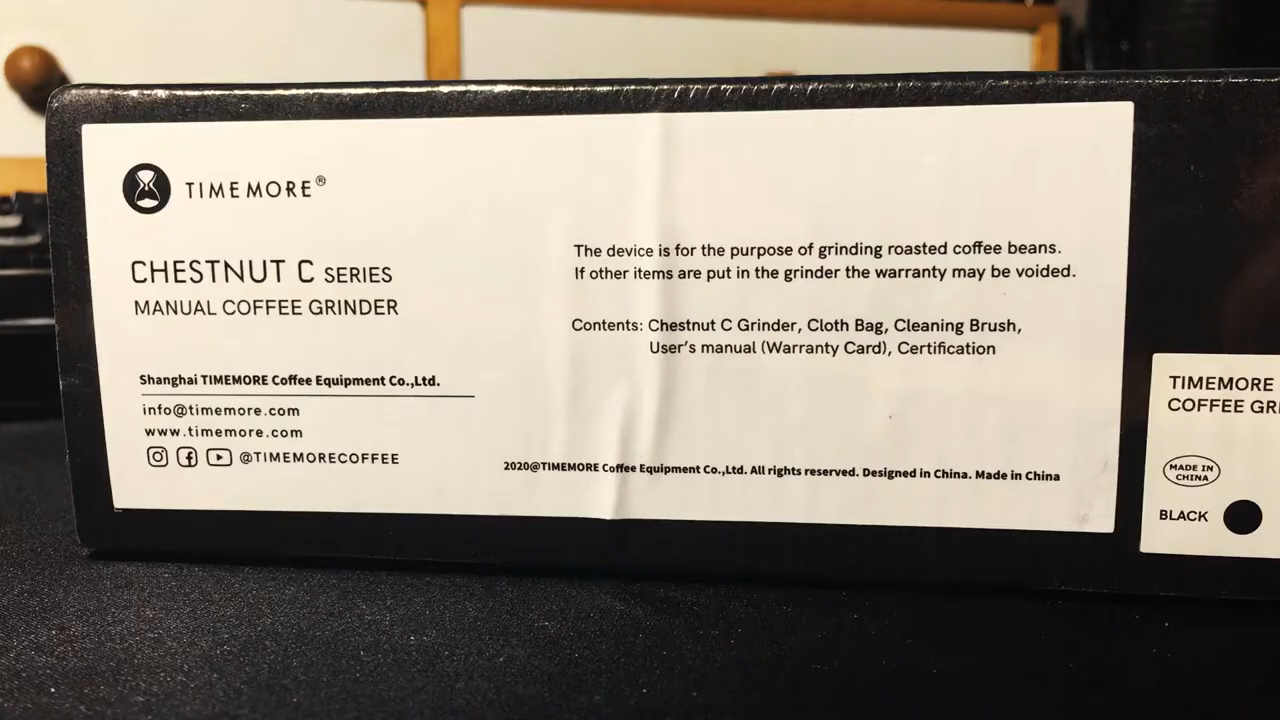 TIMEMORE®
CHESTNUT C SERIES
MANUAL COFFEE GRINDER
Shanghai TIMEMORE Coffee Equipment Co.,Ltd.
info@timemore.com
www.timemore.com
@TIMEMORECOFFEE
The device is for the purpose of grinding roasted coffee beans.
If other items are put in the grinder the warranty may be voided.
Contents: Chestnut C Grinder, Cloth Bag, Cleaning Brush,
User's manual (Warranty Card), Certification
2020@TIMEMORE Coffee Equipment Co.,Ltd. All rights reserved. Designed in China. Made in China
TIMEMORE
COFFEE GRI
MADE IN
CHINA
BLACK